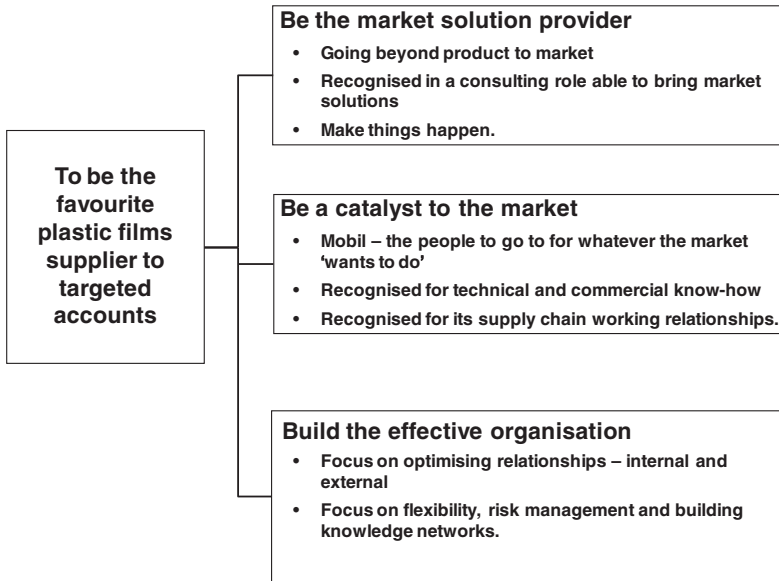 To be the
favourite
plastic films
supplier to
targeted
accounts
Be the market solution provider
• Going beyond product to market
• Recognised in a consulting role able to bring market
solutions
• Make things happen.
Be a catalyst to the market
• Mobil – the people to go to for whatever the market
‘wants to do’
• Recognised for technical and commercial know-how
• Recognised for its supply chain working relationships.
Build the effective organisation
• Focus on optimising relationships – internal and
external
• Focus on flexibility, risk management and building
knowledge networks.